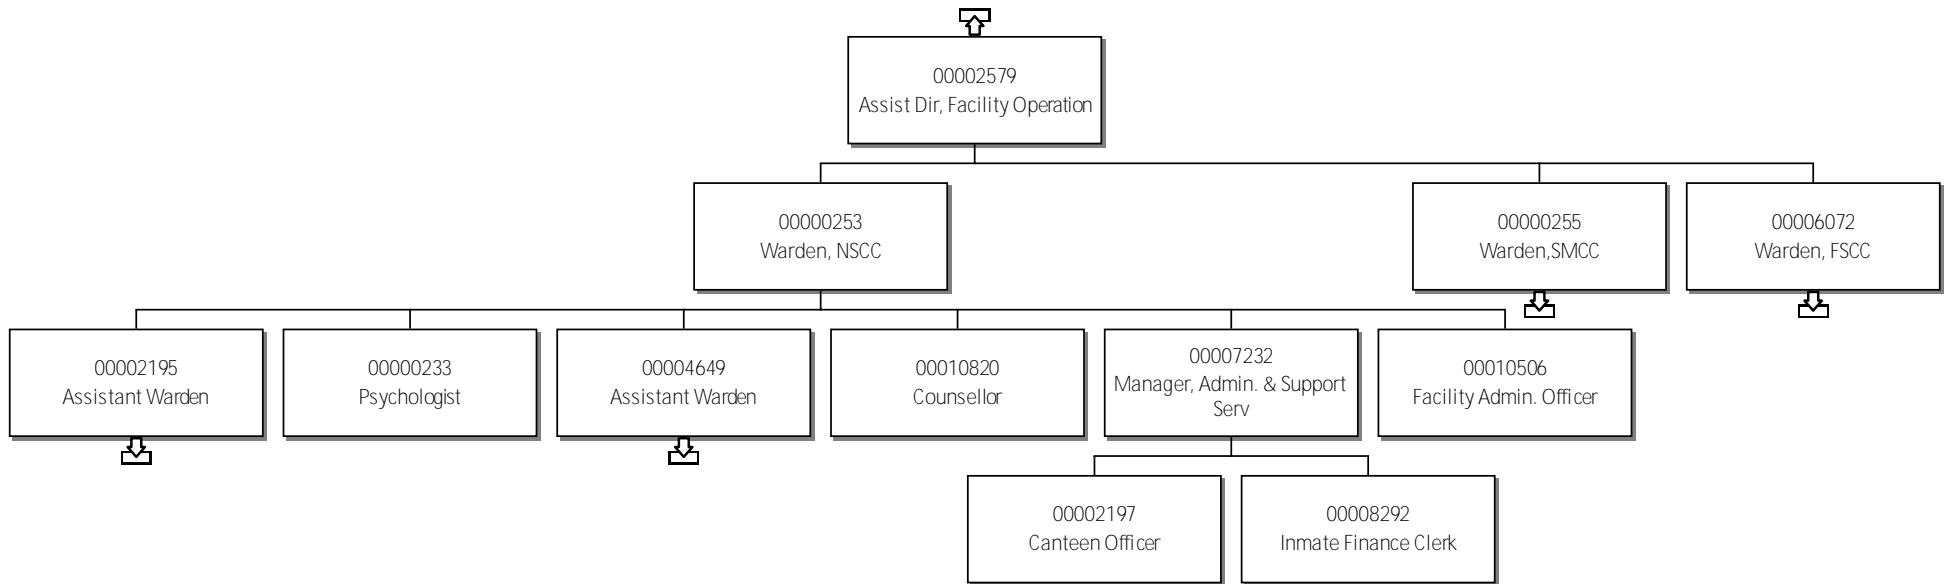 00002579
Assist Dir, Facility Operation
00000253
Warden, NSCC
00000255
Warden,SMCC
00006072
Warden, FSCC
00002195
Assistant Warden
00000233
Psychologist
00004649
Assistant Warden
00010820
Counsellor
00007232
Manager, Admin. & Support
Serv
00010506
Facility Admin. Officer
00002197
Canteen Officer
00008292
Inmate Finance Clerk